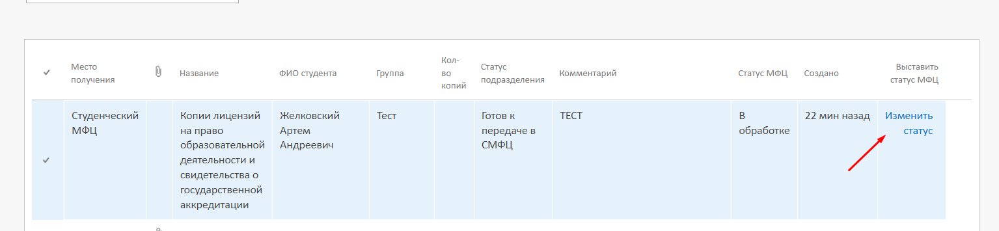 Место
получения
Название
ФИО студента
Группа
Кол-
во
копий
Статус
подразделения
Комментарий
Статус МФЦ
Создано
Выставить
статус МФЦ
Студенческий
МФЦ
Копии лицензий
на право
образовательной
деятельности и
свидетельства о
государственной
аккредитации
Желковский
Артем
Андреевич
Тест
Готов к
передаче в
СМФЦ
ТЕСТ
В
обработке
22 мин назад
Изменить
статус